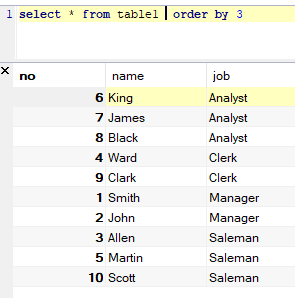 1 select * from table1 order by 3
no name job
6 King Analyst
7 James Analyst
8 Black Analyst
4 Ward Clerk
9 Clark Clerk
1 Smith Manager
2 John Manager
3 Allen Saleman
5 Martin Saleman
10 Scott Saleman